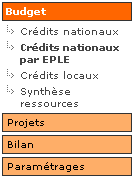 Budget
Crédits nationaux
Crédits nationaux
par EPLE
Crédits locaux
Synthèse
ressources
Projets
Bilan
Paramétrages